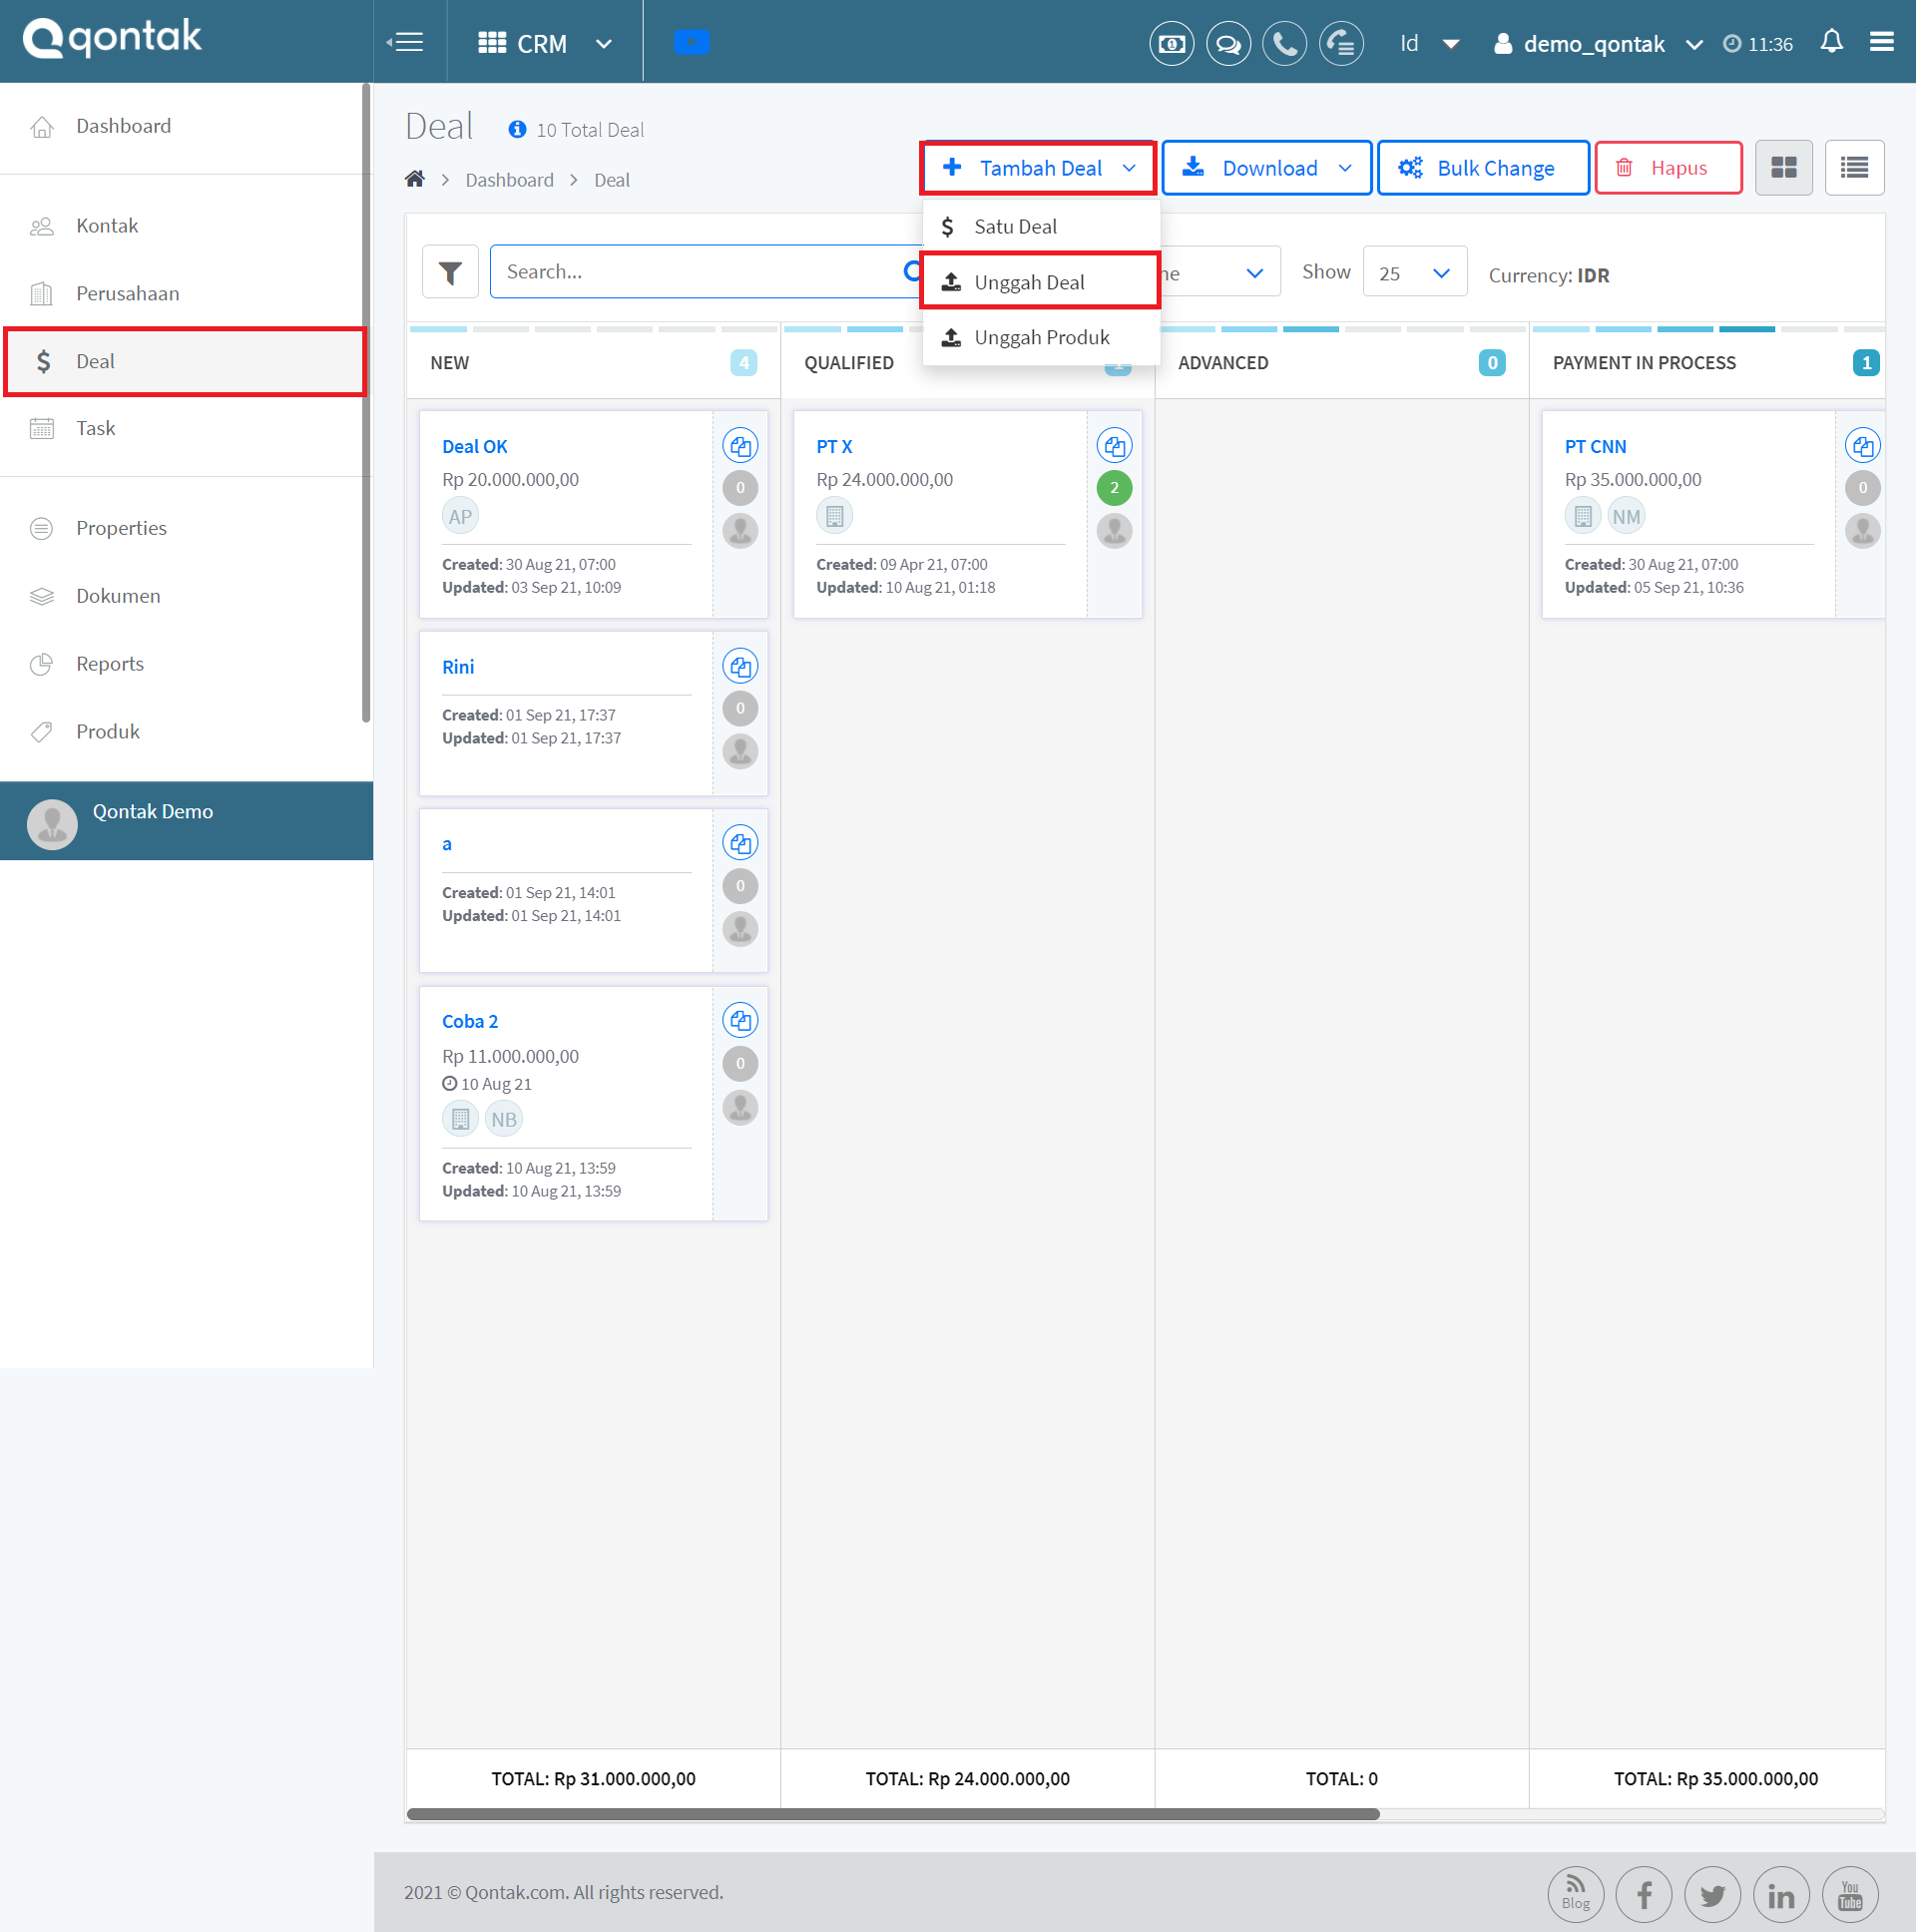 qontak
CRM
Id
demo_qontak
11:36
Dashboard
Kontak
Perusahaan
Deal
Task
Properties
Dokumen
Reports
Produk
Qontak Demo
Deal
10 Total Deal
Dashboard
Deal
Tambah Deal
Download
Bulk Change
Hapus
Satu Deal
Unggah Deal
Unggah Produk
Search...
Show
25
Currency: IDR
NEW
4
QUALIFIED
ADVANCED
0
PAYMENT IN PROCESS
1
Deal OK
Rp 20.000.000,00
AP
0
Created: 30 Aug 21, 07:00
Updated: 03 Sep 21, 10:09
Rini
0
Created: 01 Sep 21, 17:37
Updated: 01 Sep 21, 17:37
a
0
Created: 01 Sep 21, 14:01
Updated: 01 Sep 21, 14:01
Coba 2
Rp 11.000.000,00
10 Aug 21
NB
0
Created: 10 Aug 21, 13:59
Updated: 10 Aug 21, 13:59
PT X
Rp 24.000.000,00
2
Created: 09 Apr 21, 07:00
Updated: 10 Aug 21, 01:18
PT CNN
Rp 35.000.000,00
NM
0
Created: 30 Aug 21, 07:00
Updated: 05 Sep 21, 10:36
TOTAL: Rp 31.000.000,00
TOTAL: Rp 24.000.000,00
TOTAL: 0
TOTAL: Rp 35.000.000,00
2021 © Qontak.com. All rights reserved.
Blog
You
Tube